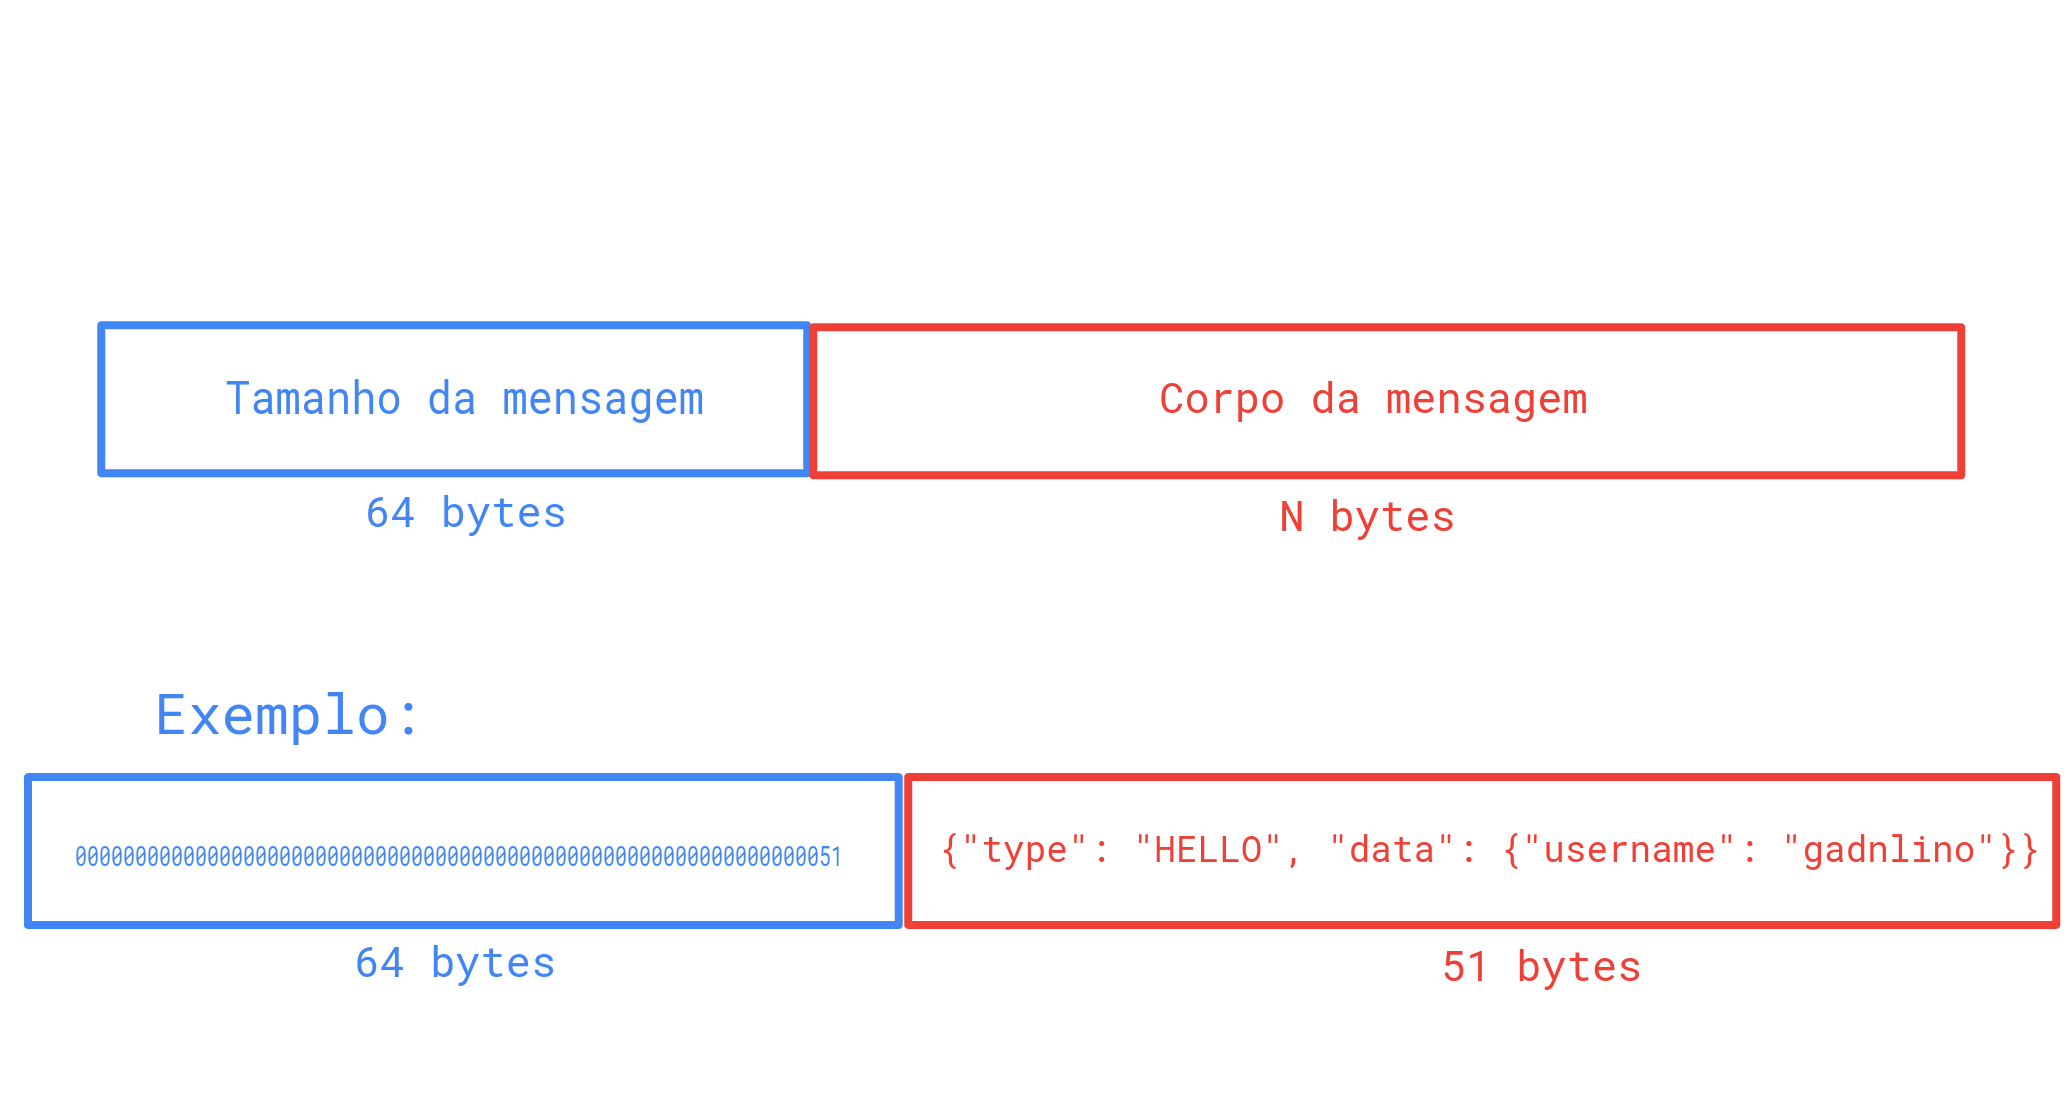 Tamanho da mensagem
Corpo da mensagem
64 bytes
N bytes
Exemplo:
0000000000000000000000000000000000000000000000000000000000000051
{"type": "HELLO", "data": {"username": "gadnlino"}}
64 bytes
51 bytes